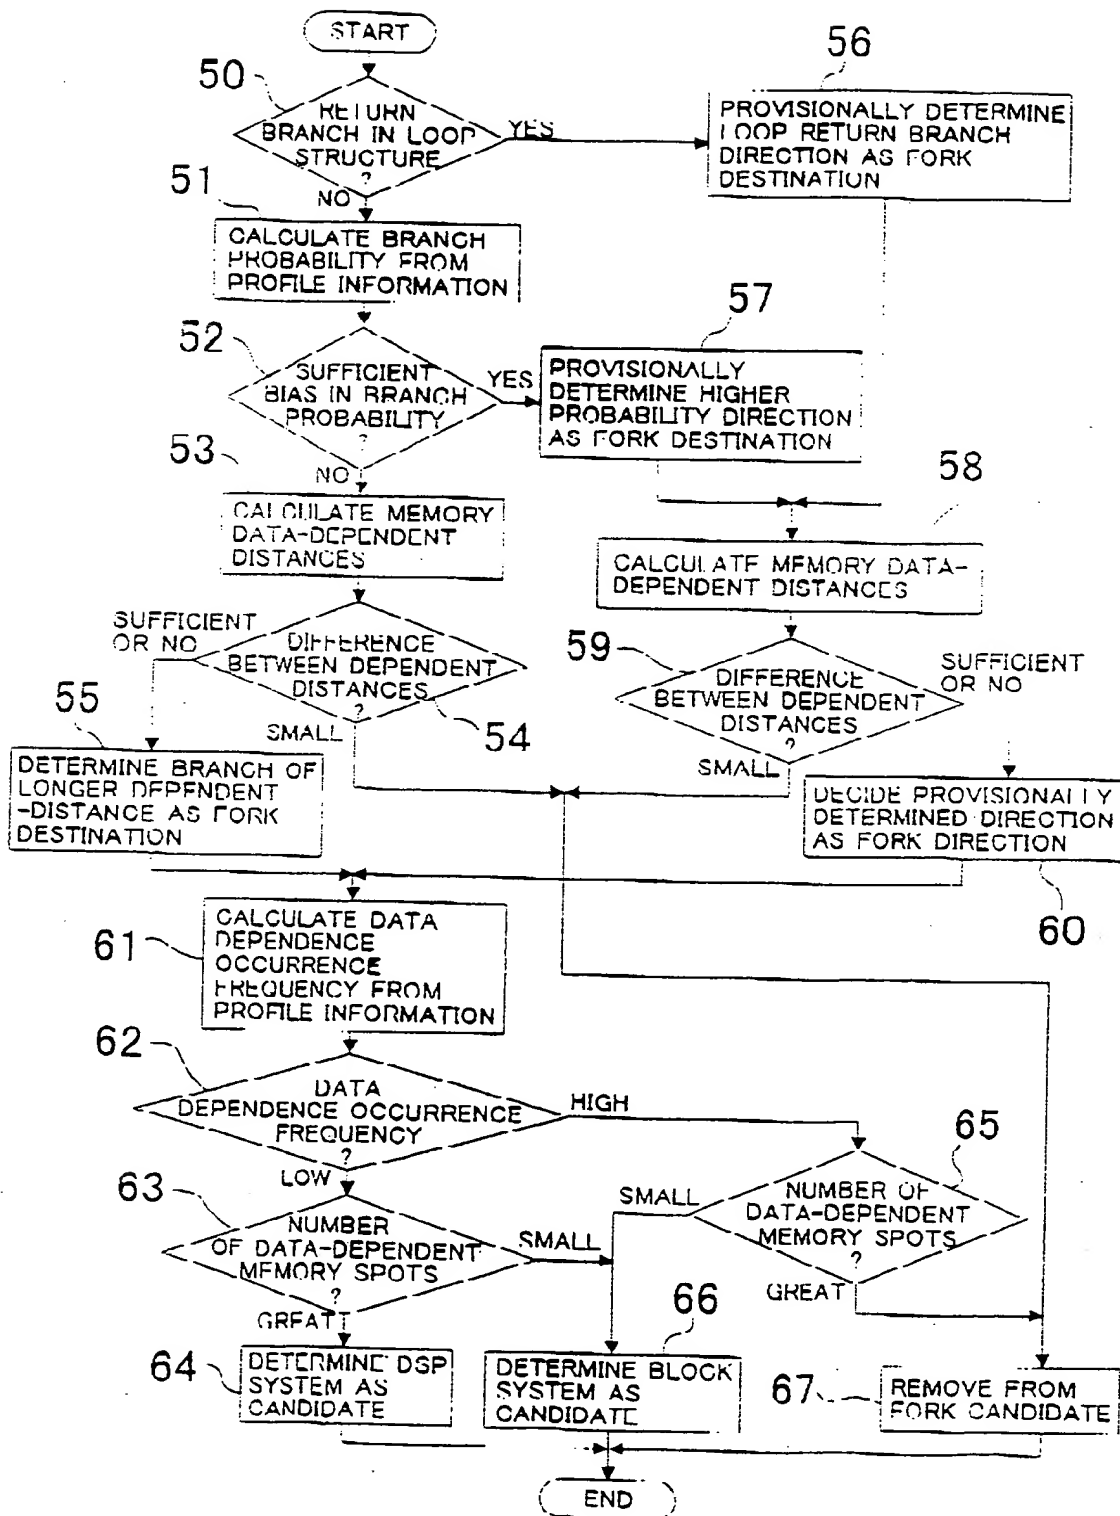 START
50
RETURN
BRANCH IN LOOP
STRUCTURE
?
YES
NO
56
PROVISIONALLY DETERMINE
LOOP RETURN BRANCH
DIRECTION AS FORK
DESTINATION
51
CALCULATE BRANCH
PROBABILITY FROM
PROFILE INFORMATION
52
SUFFICIENT
BIAS IN BRANCH
PROBABILITY
?
YES
NO
57
PROVISIONALLY
DETERMINE HIGHER
PROBABILITY DIRECTION
AS FORK DESTINATION
53
CALCULATE MEMORY
DATA-DEPENDENT
DISTANCES
58
CALCULATE MEMORY DATA-
DEPENDENT DISTANCES
SUFFICIENT
OR NO
DIFFERENCE
BETWEEN DEPENDENT
DISTANCES
?
SMALL
54
59
DIFFERENCE
BETWEEN DEPENDENT
DISTANCES
?
SMALL
SUFFICIENT
OR NO
55
DETERMINE BRANCH OF
LONGER DEPENDENT
-DISTANCE AS FORK
DESTINATION
DECIDE PROVISIONALLY
DETERMINED DIRECTION
AS FORK DIRECTION
60
61
CALCULATE DATA
DEPENDENCE
OCCURRENCE
FREQUENCY FROM
PROFILE INFORMATION
62
DATA
DEPENDENCE OCCURRENCE
FREQUENCY
?
HIGH
LOW
63
NUMBER
OF DATA-DEPENDENT
MEMORY SPOTS
?
SMALL
GREAT
65
NUMBER OF
DATA-DEPENDENT
MEMORY SPOTS
?
SMALL
GREAT
64
DETERMINE DSP
SYSTEM AS
CANDIDATE
66
DETERMINE BLOCK
SYSTEM AS
CANDIDATE
67
REMOVE FROM
FORK CANDIDATE
END